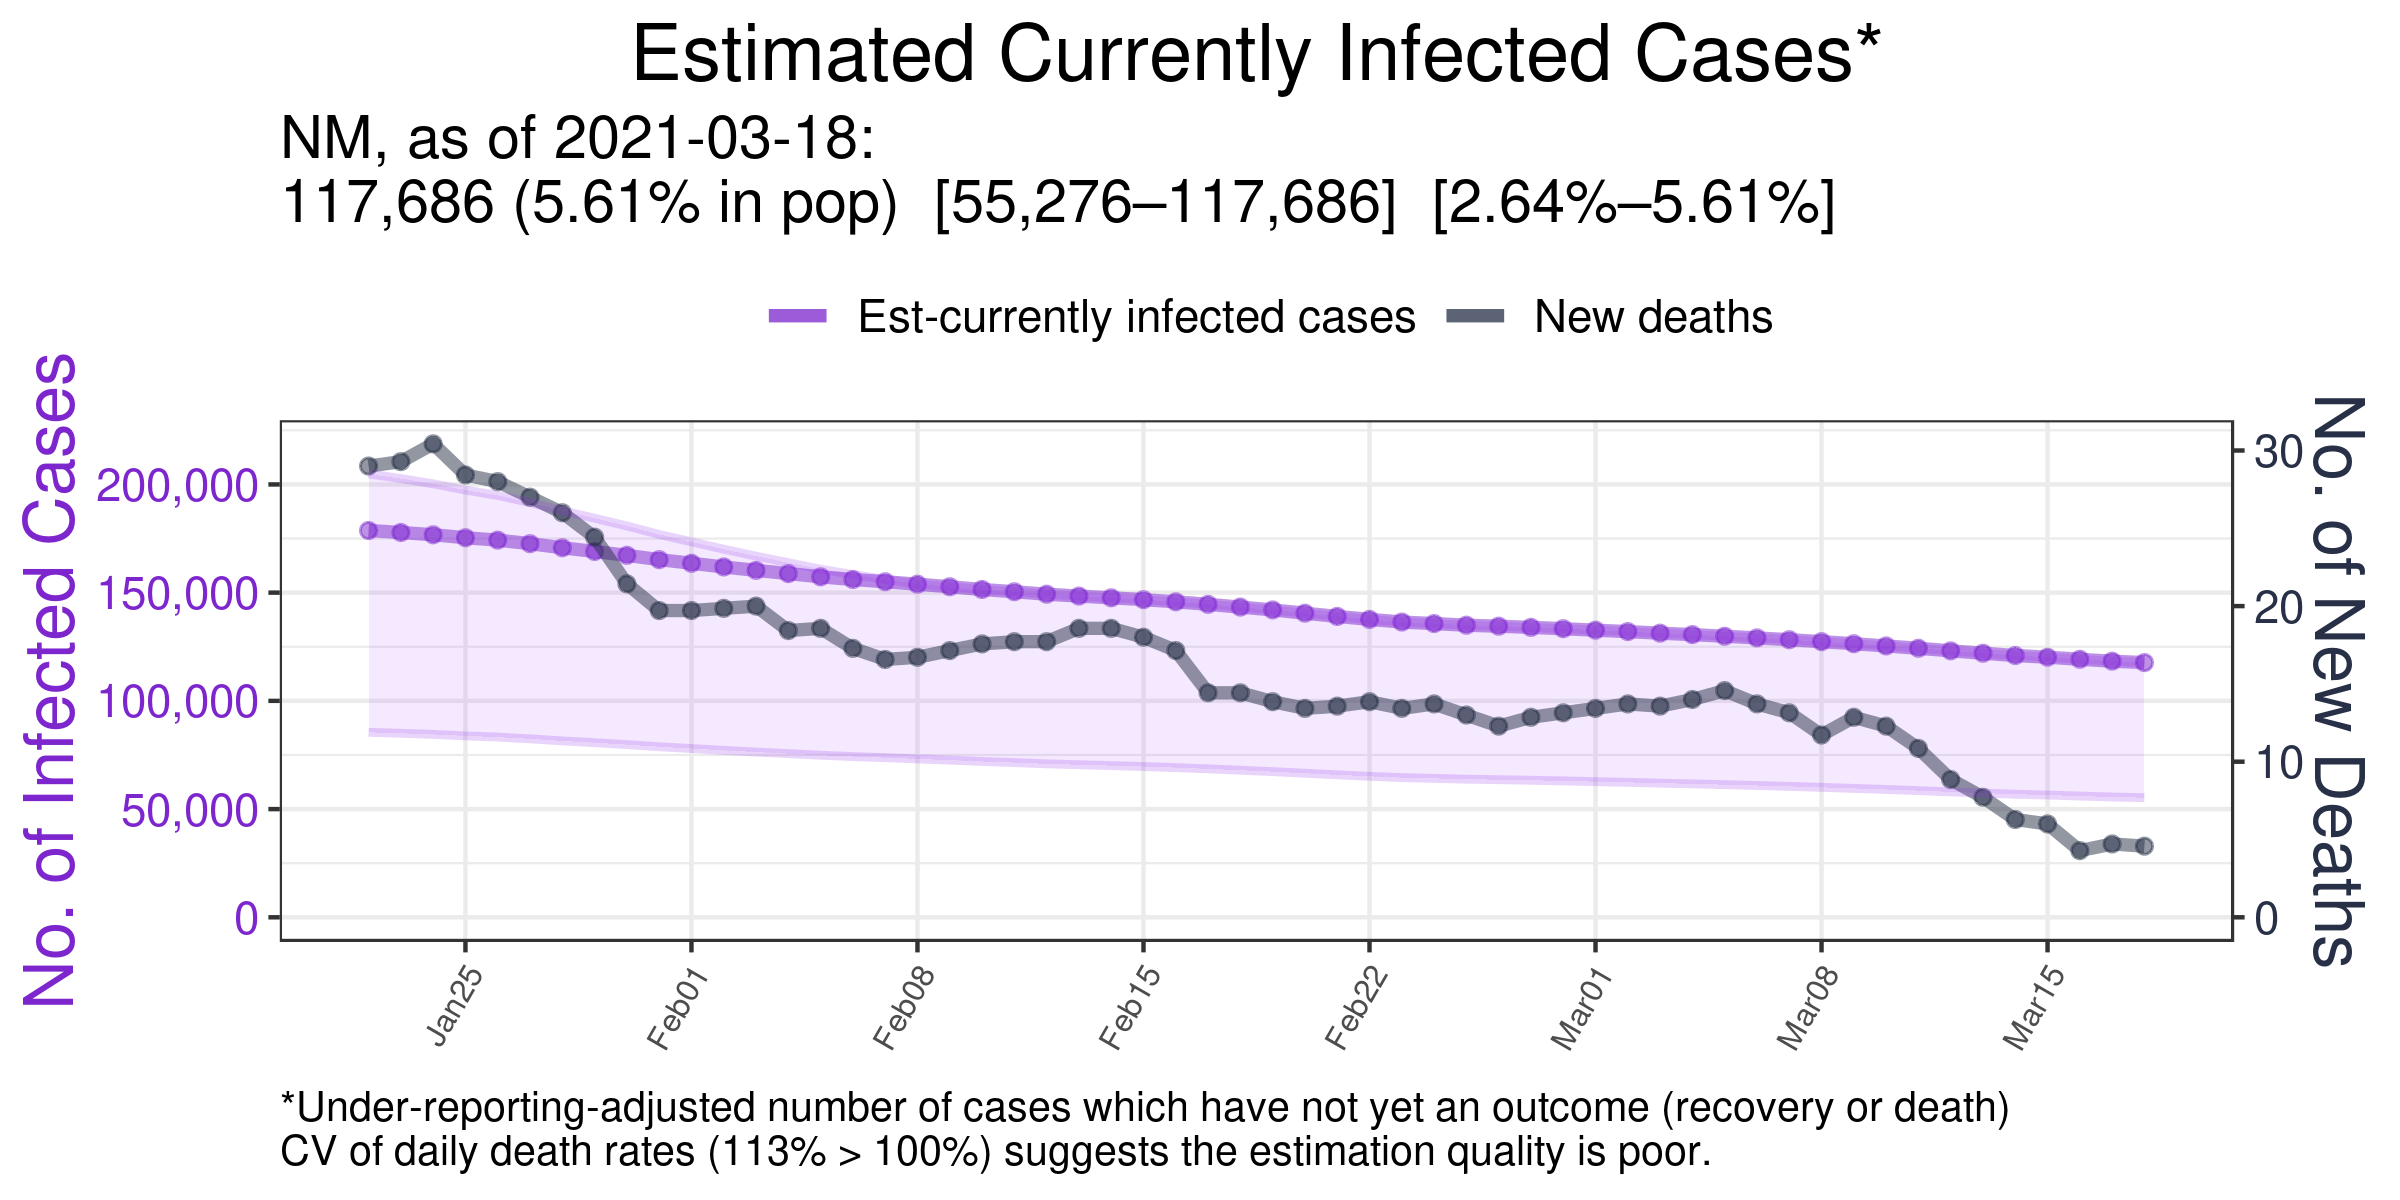 Estimated Currently Infected Cases*
NM, as of 2021-03-18:
117,686 (5.61% in pop)  [55,276–117,686]  [2.64%–5.61%]
Est-currently infected cases
New deaths
No. of Infected Cases
200,000
150,000
100,000
50,000
0
30
20
10
0
No. of New Deaths
Jan25
Feb01
Feb08
Feb15
Feb22
Mar01
Mar08
Mar15
*Under-reporting-adjusted number of cases which have not yet an outcome (recovery or death)
CV of daily death rates (113% > 100%) suggests the estimation quality is poor.